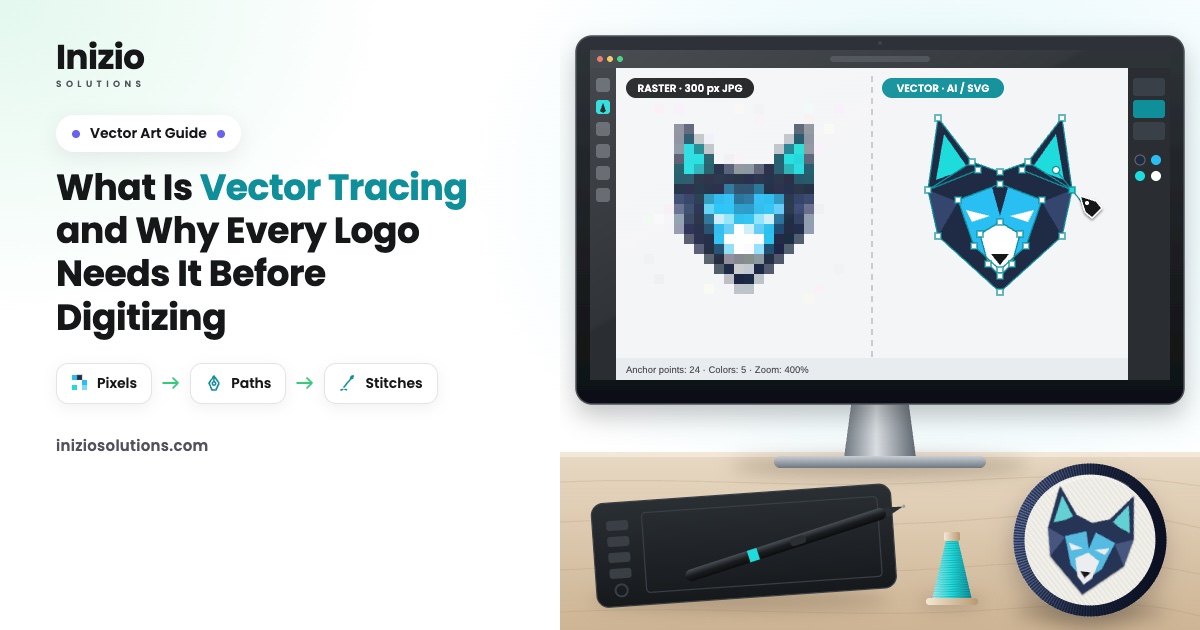 Inizio
SOLUTIONS
Vector Art Guide
What Is Vector Tracing
and Why Every Logo
Needs It Before
Digitizing
Pixels
Paths
Stitches
iniziosolutions.com
RASTER · 300 px JPG
VECTOR · AI / SVG
Anchor points: 24 · Colors: 5 · Zoom: 400%